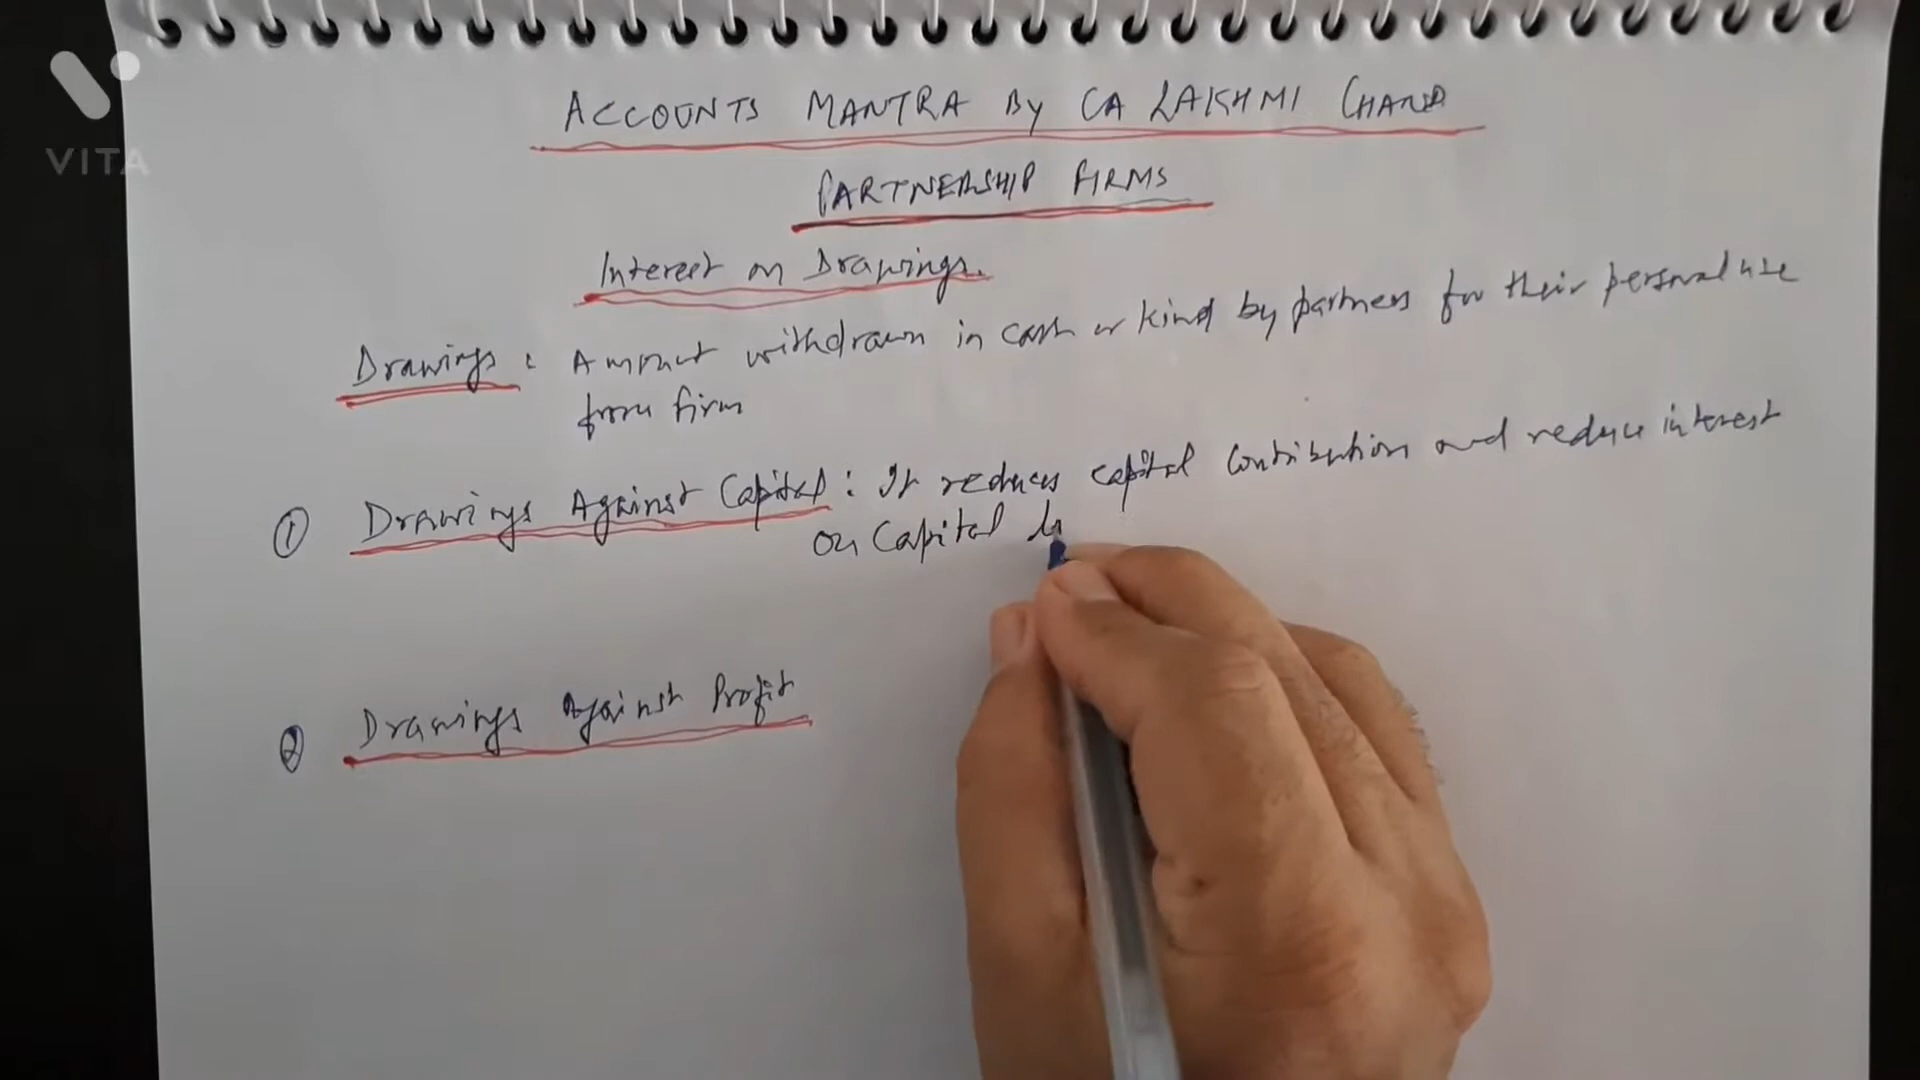 VITA
ACCOUNTS MANTRA By CA LAKHMI CHAND
PARTNERSHIP FIRMS
Interest on Drawings.
Drawings : Amount withdrawn in cash or kind by partners for their personal use
from firm
① Drawings Against Capital : It reduces capital contribution and reduce interest
on Capital
② Drawings Against Profit